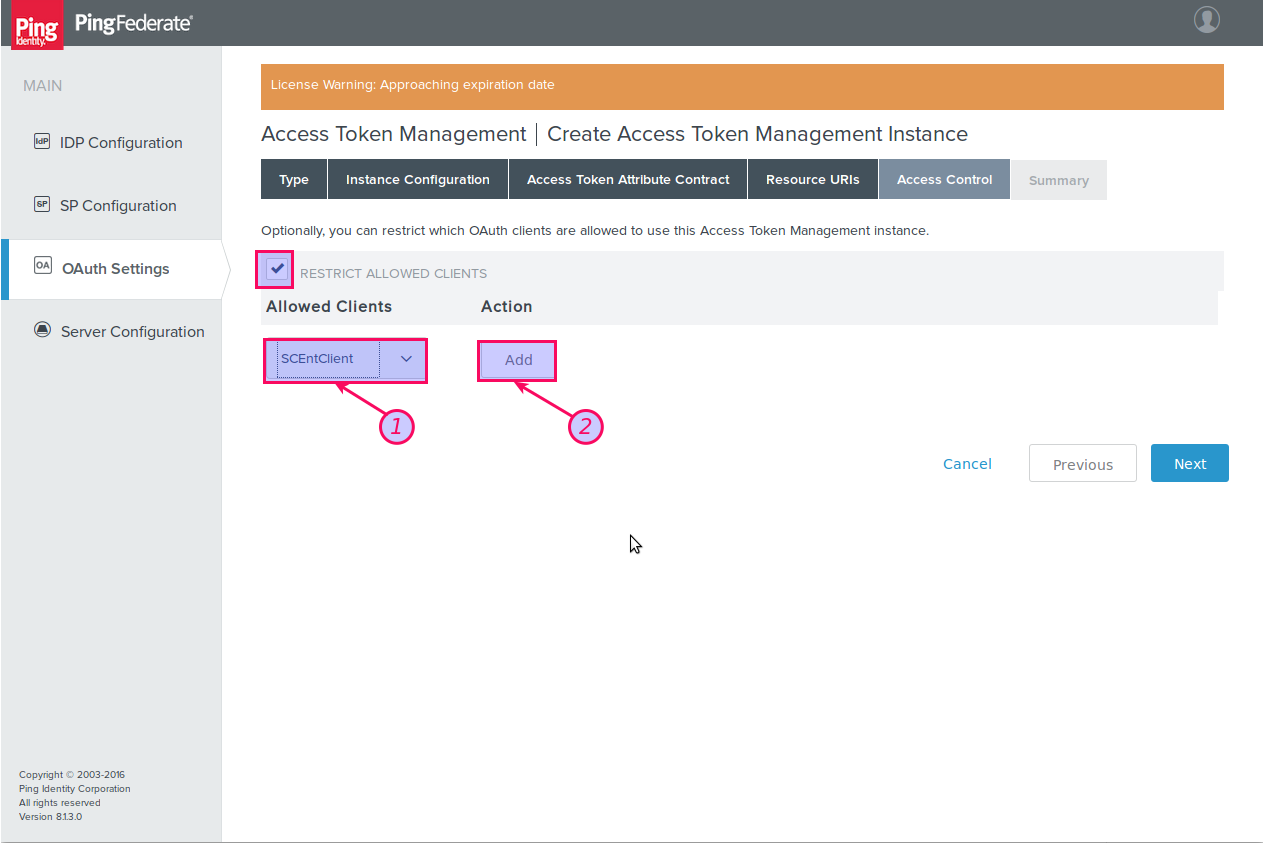 Ping
Identity.
PingFederate®
MAIN
IdP IDP Configuration
SP SP Configuration
OA OAuth Settings
Server Configuration
License Warning: Approaching expiration date
Access Token Management | Create Access Token Management Instance
Type Instance Configuration Access Token Attribute Contract Resource URIs Access Control Summary
Optionally, you can restrict which OAuth clients are allowed to use this Access Token Management instance.
RESTRICT ALLOWED CLIENTS
Allowed Clients Action
SCEntClient Add
1 2
Cancel Previous Next
Copyright © 2003-2016
Ping Identity Corporation
All rights reserved
Version 8.1.3.0